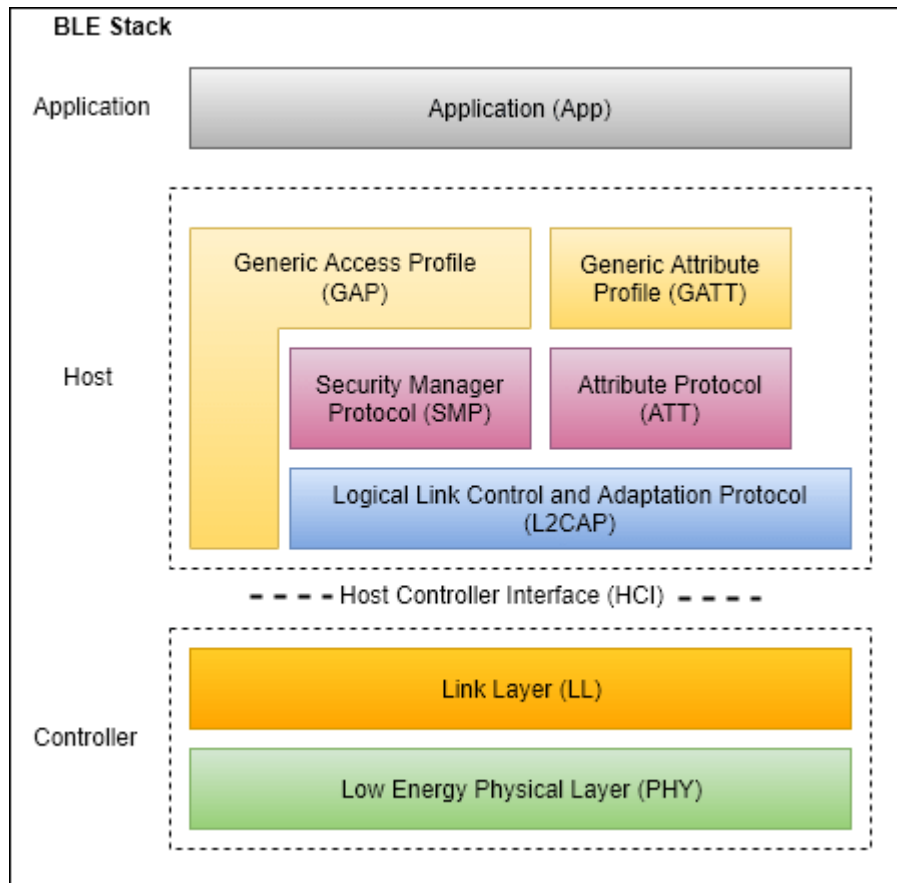 BLE Stack
Application
Application (App)
Host
Generic Access Profile
(GAP)
Generic Attribute
Profile (GATT)
Security Manager
Protocol (SMP)
Attribute Protocol
(ATT)
Logical Link Control and Adaptation Protocol
(L2CAP)
Host Controller Interface (HCI)
Controller
Link Layer (LL)
Low Energy Physical Layer (PHY)